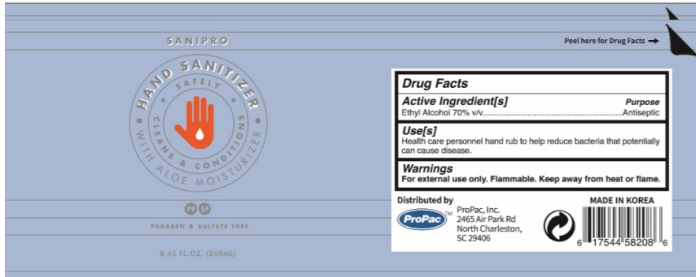 SANIPRO
Peel here for Drug Facts →
HAND SANITIZER
SAFELY
CLEANS & CONDITIONS
WITH ALOE MOISTURIZER
PF SF
PARABEN & SULFATE FREE
8.45 FL.OZ. (250ML)
Drug Facts
Active Ingredient[s] Purpose
Ethyl Alcohol 70% v/v..................................................Antiseptic
Use[s]
Health care personnel hand rub to help reduce bacteria that potentially
can cause disease.
Warnings
For external use only. Flammable. Keep away from heat or flame.
Distributed by
ProPac™
ProPac, Inc.
2465 Air Park Rd
North Charleston,
SC 29406
MADE IN KOREA
6 17544 58208 6